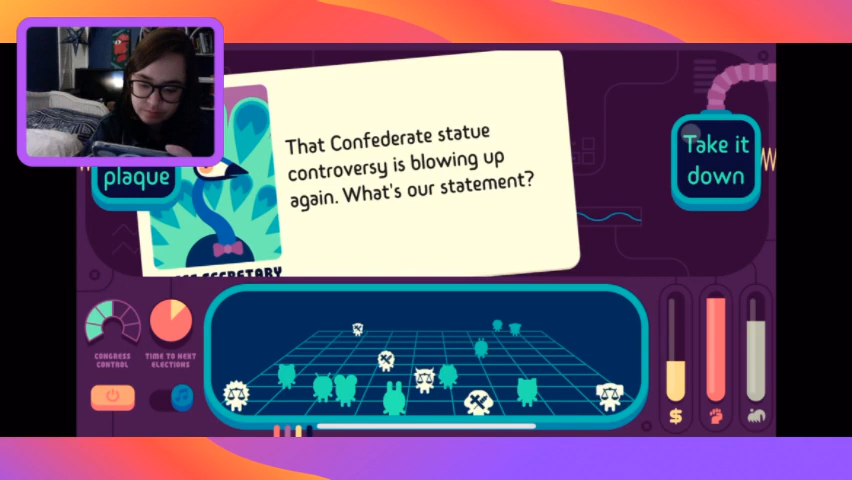 That Confederate statue
controversy is blowing up
again. What's our statement?
plaque
Take it
down
SECRETARY
CONGRESS
CONTROL
TIME TO NEXT
ELECTIONS
$